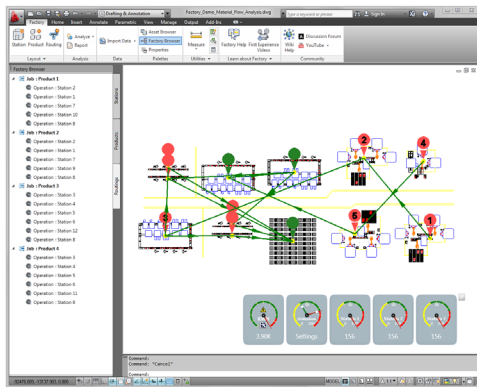 Drafting & Annotation
Factory_Demo_Material_Flow_Analysis.dwg
Type a keyword or phrase
Sign In
Factory Home Insert Annotate Parametric View Manage Output Add-Ins
Station Product Routing
Analyze
Report
Import Data
Asset Browser
Factory Browser
Properties
Measure
Factory Help First Experience
Videos
Wiki
Help
Discussion Forum
YouTube
Layout Analysis Data Palettes Utilities Learn about Factory Community
Factory Browser
Job : Product 1
Operation : Station 2
Operation : Station 1
Operation : Station 7
Operation : Station 10
Operation : Station 8
Job : Product 2
Operation : Station 2
Operation : Station 1
Operation : Station 7
Operation : Station 9
Operation : Station 8
Job : Product 3
Operation : Station 3
Operation : Station 4
Operation : Station 5
Operation : Station 6
Operation : Station 12
Operation : Station 8
Job : Product 4
Operation : Station 3
Operation : Station 4
Operation : Station 5
Operation : Station 6
Operation : Station 11
Operation : Station 8
Stations
Products
Routings
2
4
3
5
1
3.90K
Settings
156
156
156
Command:
Command: *Cancel*
Command:
MODEL